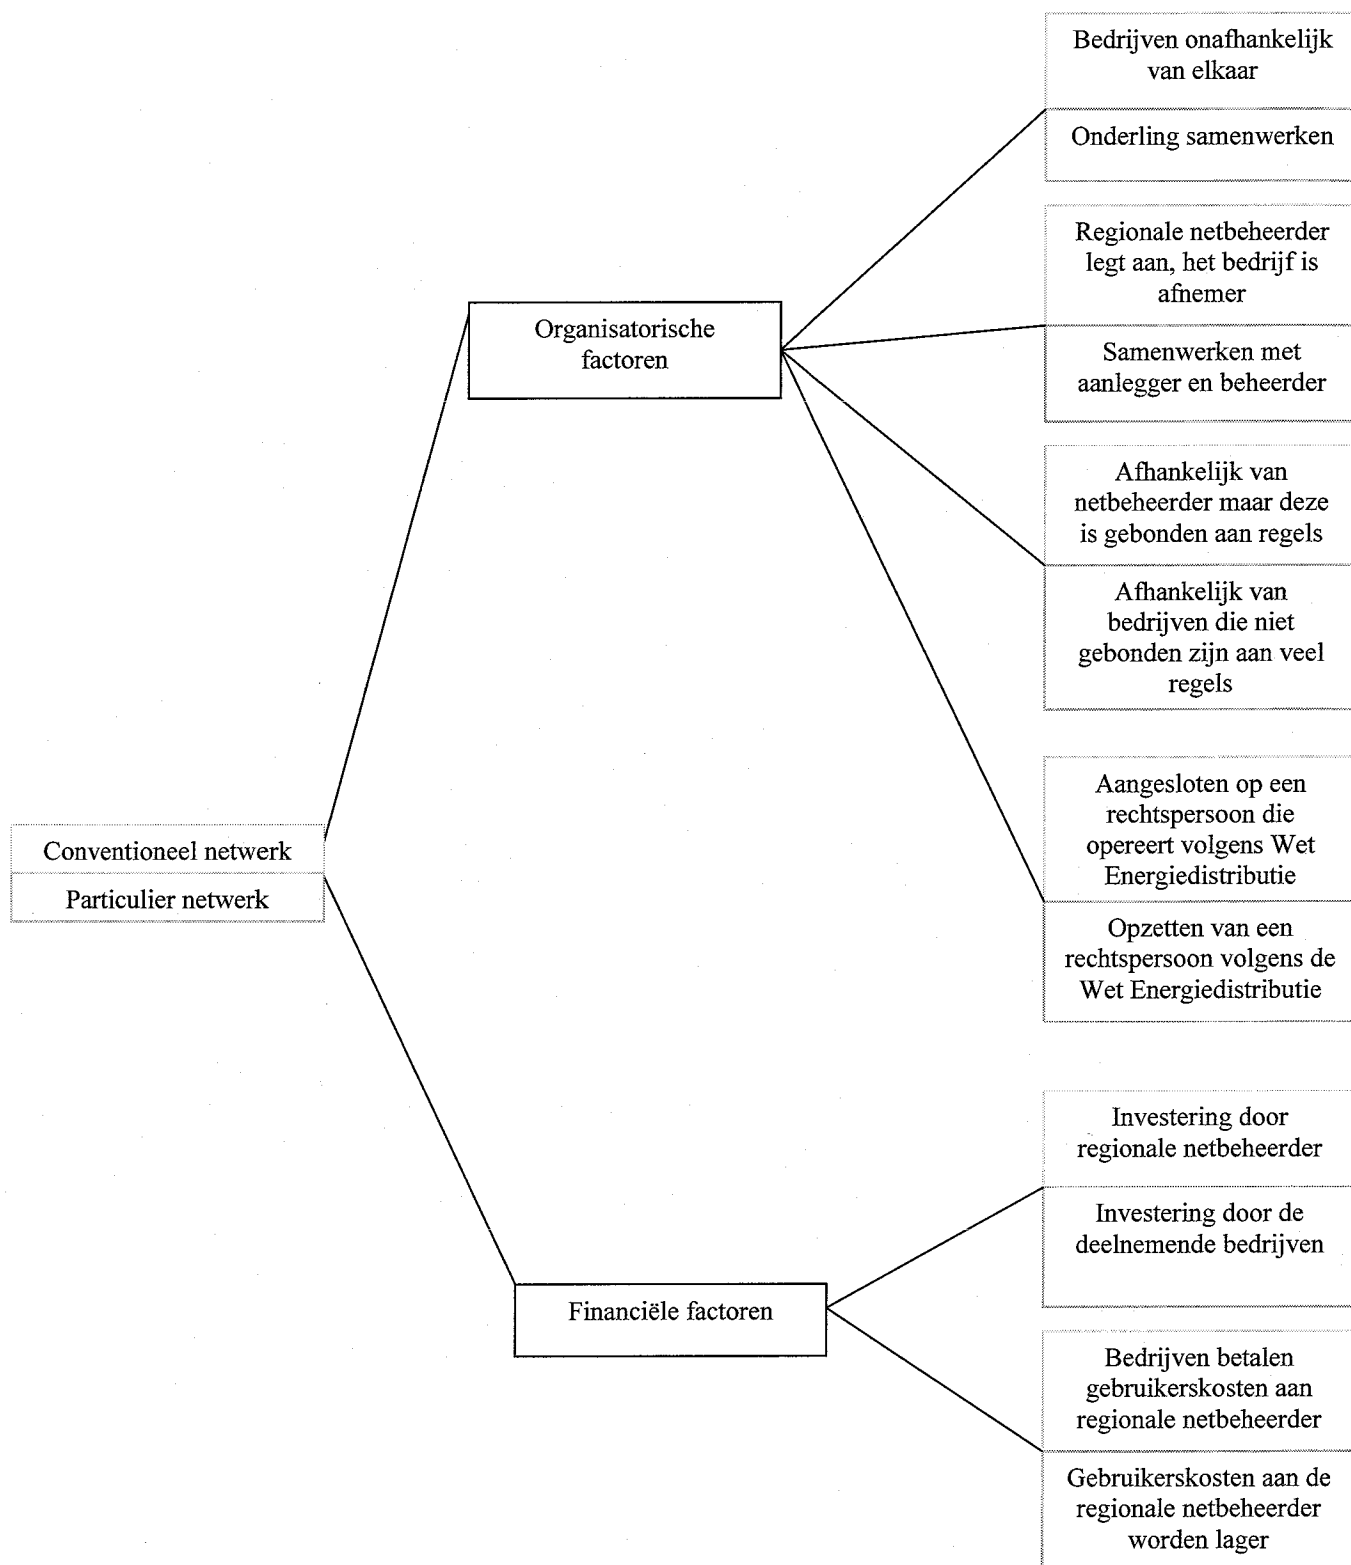 Bedrijven onafhankelijk
van elkaar
Onderling samenwerken
Regionale netbeheerder
legt aan, het bedrijf is
afnemer
Organisatorische
factoren
Samenwerken met
aanlegger en beheerder
Afhankelijk van
netbeheerder maar deze
is gebonden aan regels
Afhankelijk van
bedrijven die niet
gebonden zijn aan veel
regels
Aangesloten op een
rechtspersoon die
opereert volgens Wet
Energiedistributie
Conventioneel netwerk
Particulier netwerk
Opzetten van een
rechtspersoon volgens de
Wet Energiedistributie
Investering door
regionale netbeheerder
Investering door de
deelnemende bedrijven
Financiële factoren
Bedrijven betalen
gebruikerskosten aan
regionale netbeheerder
Gebruikerskosten aan de
regionale netbeheerder
worden lager